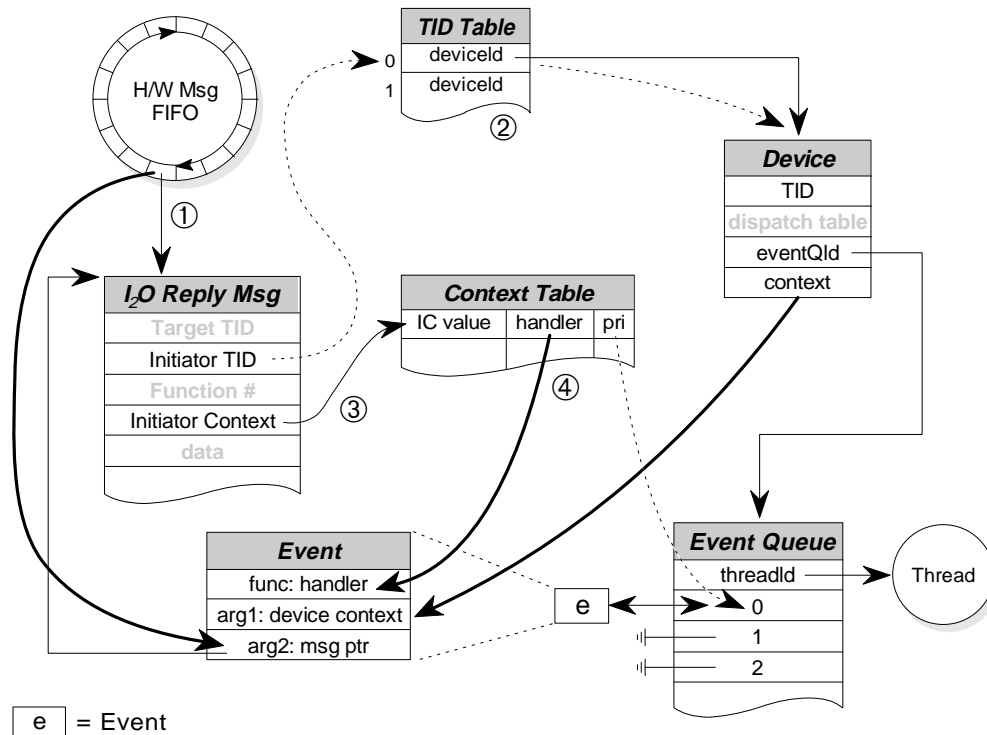 H/W Msg
FIFO
TID Table
0 deviceId
1 deviceId
②
Device
TID
dispatch table
eventQId
context
①
I₂O Reply Msg
Target TID
Initiator TID
Function #
Initiator Context
data
③
Context Table
IC value handler pri
④
Event
func: handler
arg1: device context
arg2: msg ptr
e
Event Queue
threadId
0
1
2
Thread
e = Event